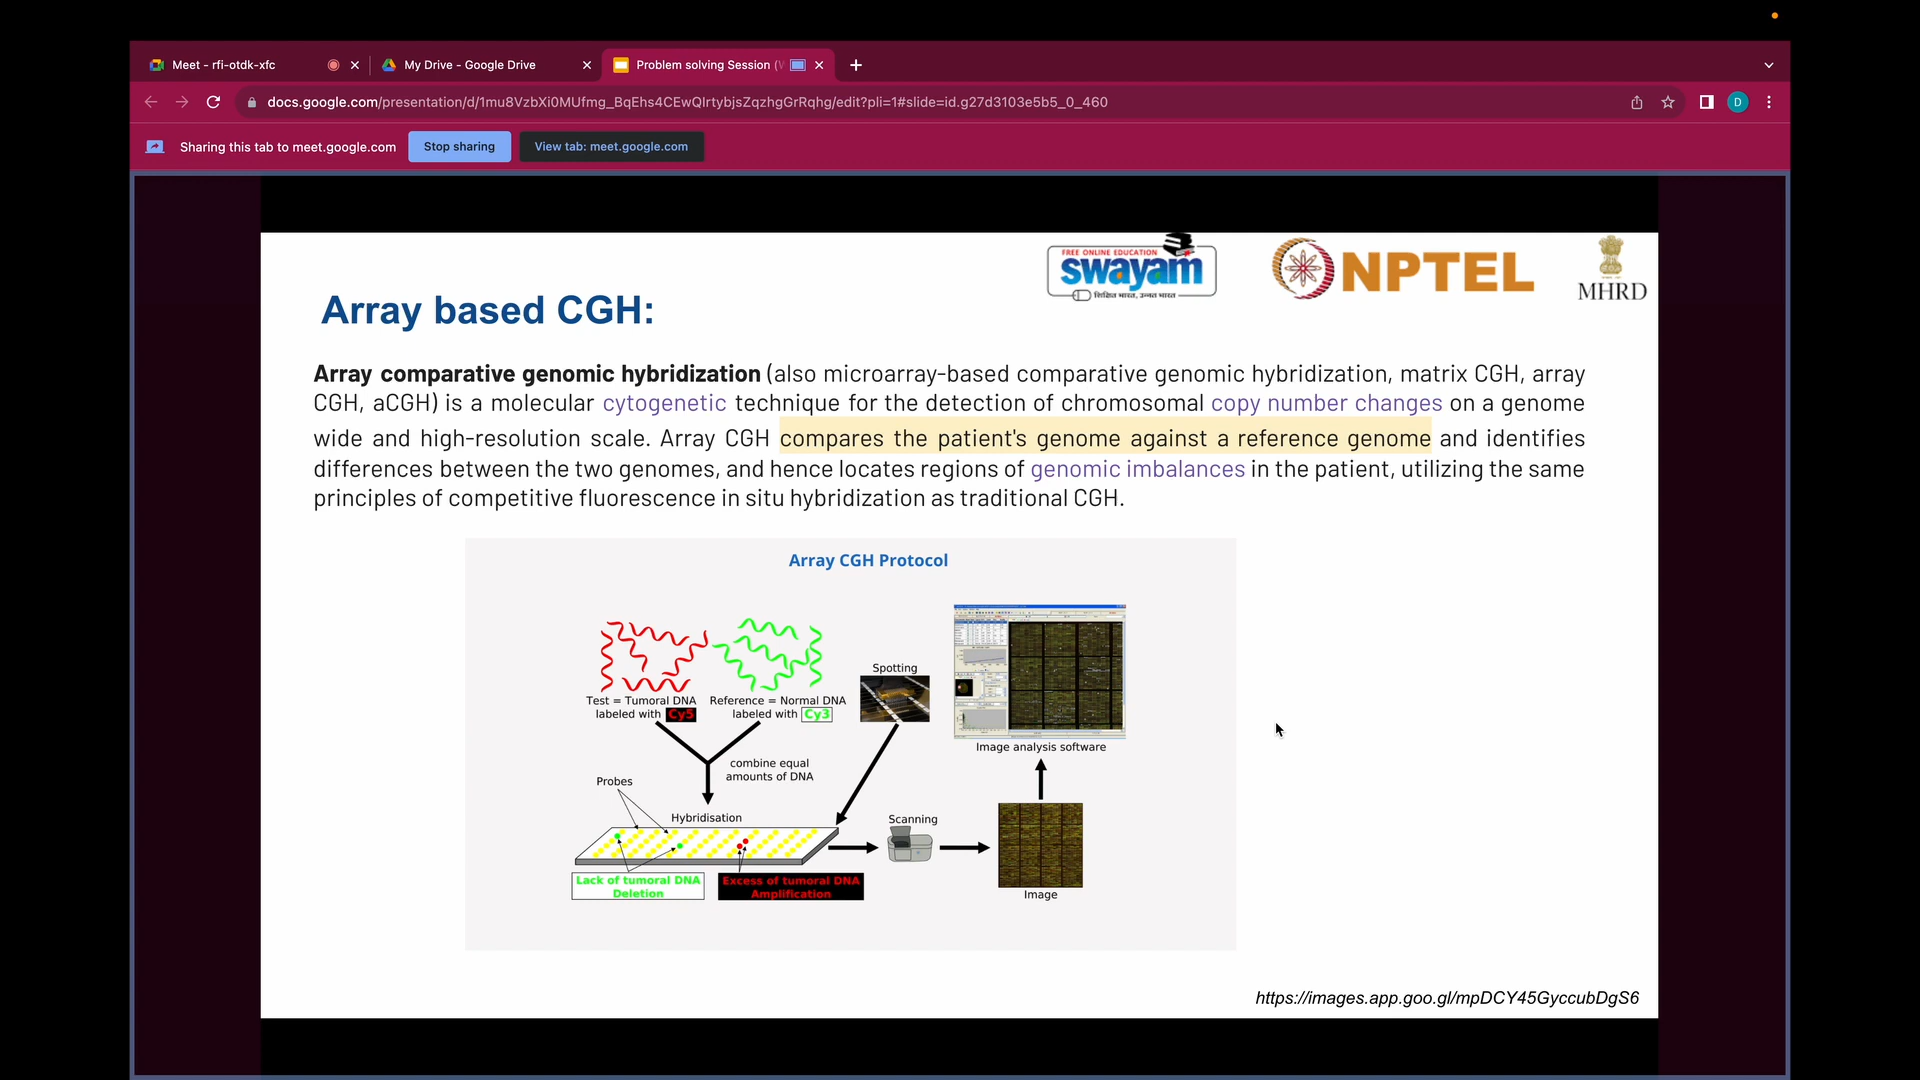 Meet - rfi-otdk-xfc
My Drive - Google Drive
Problem solving Session (
docs.google.com/presentation/d/1mu8VzbXi0MUfmg_BqEhs4CEwQIrtybjsZqzhgGrRqhg/edit?pli=1#slide=id.g27d3103e5b5_0_460
D
Sharing this tab to meet.google.com
Stop sharing
View tab: meet.google.com
FREE ONLINE EDUCATION
swayam
शिक्षित भारत, उन्नत भारत
NPTEL
MHRD
Array based CGH:
Array comparative genomic hybridization (also microarray-based comparative genomic hybridization, matrix CGH, array
CGH, aCGH) is a molecular cytogenetic technique for the detection of chromosomal copy number changes on a genome
wide and high-resolution scale. Array CGH compares the patient's genome against a reference genome and identifies
differences between the two genomes, and hence locates regions of genomic imbalances in the patient, utilizing the same
principles of competitive fluorescence in situ hybridization as traditional CGH.
Array CGH Protocol
Test = Tumoral DNA
labeled with Cy5
Reference = Normal DNA
labeled with Cy3
Spotting
Image analysis software
combine equal
amounts of DNA
Probes
Hybridisation
Scanning
Lack of tumoral DNA
Deletion
Excess of tumoral DNA
Amplification
Image
https://images.app.goo.gl/mpDCY45GyccubDgS6